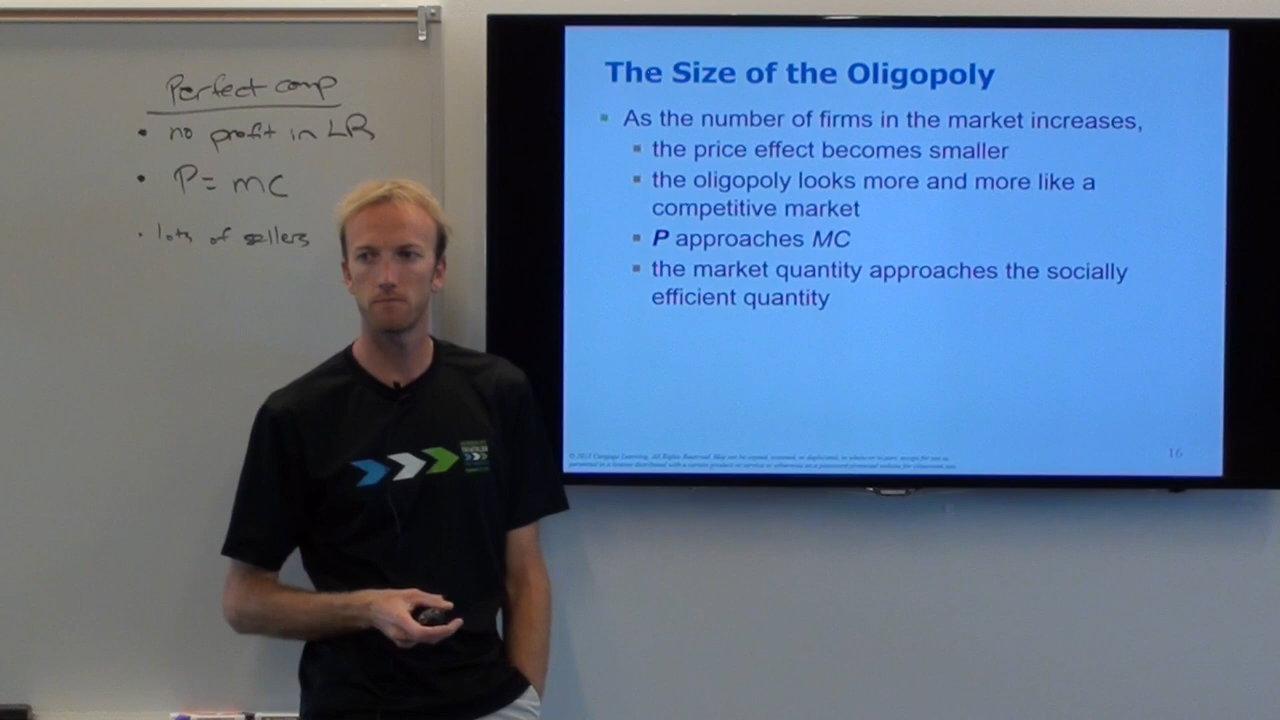 Perfect comp
• no profit in LR
• P = mc
• lots of sellers
The Size of the Oligopoly
▪ As the number of firms in the market increases,
▪ the price effect becomes smaller
▪ the oligopoly looks more and more like a
competitive market
▪ P approaches MC
▪ the market quantity approaches the socially
efficient quantity
16